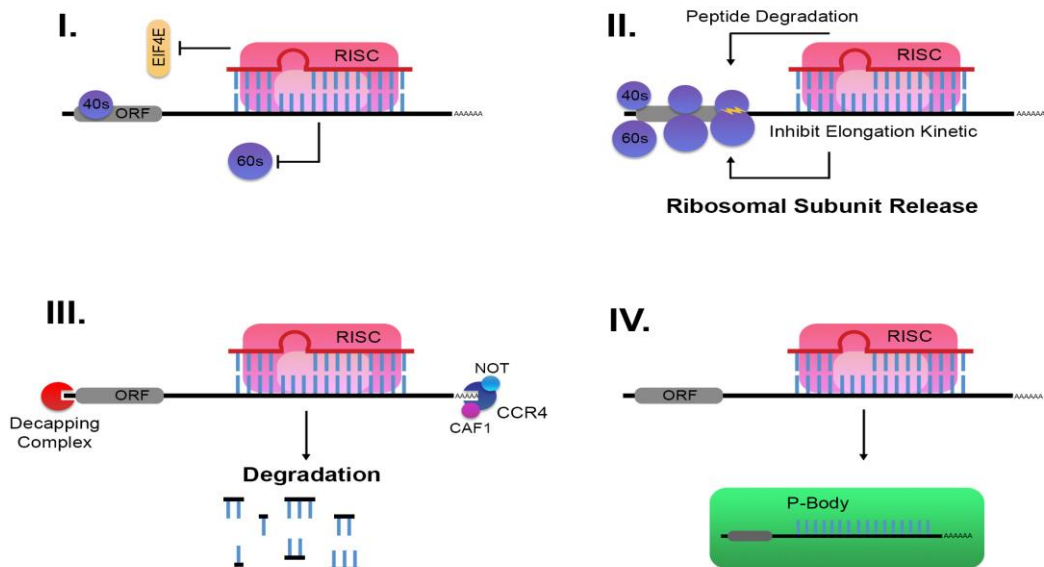 I.
EIF4E
RISC
40s
ORF
AAAAAA
60s
II.
Peptide Degradation
RISC
40s
60s
AAAAAA
Inhibit Elongation Kinetic
Ribosomal Subunit Release
III.
RISC
ORF
AAAAA
NOT
CCR4
CAF1
Decapping
Complex
Degradation
IV.
RISC
ORF
AAAAAA
P-Body
AAAAAA